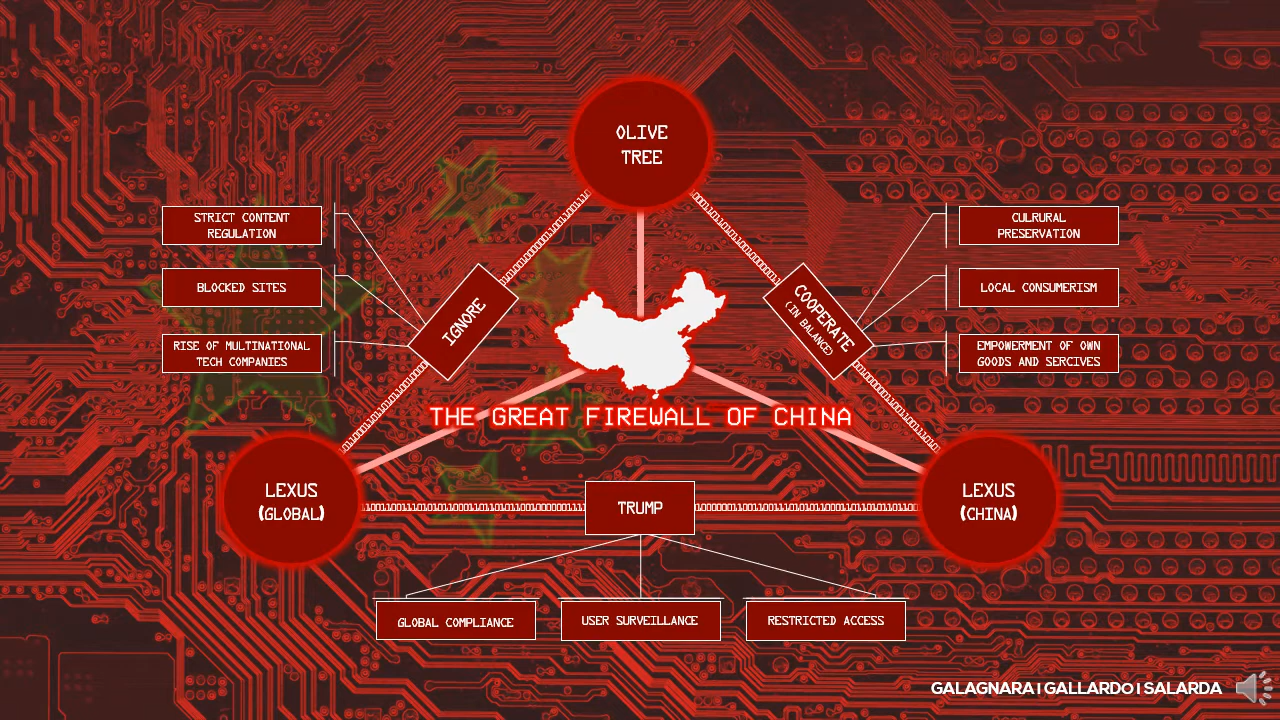 OLIVE
TREE
STRICT CONTENT
REGULATION
BLOCKED SITES
RISE OF MULTINATIONAL
TECH COMPANIES
IGNORE
COOPERATE
(IN BALANCE)
CULRURAL
PRESERVATION
LOCAL CONSUMERISM
EMPOWERMENT OF OWN
GOODS AND SERCIVES
THE GREAT FIREWALL OF CHINA
LEXUS
(GLOBAL)
TRUMP
LEXUS
(CHINA)
GLOBAL COMPLIANCE
USER SURVEILLANCE
RESTRICTED ACCESS
GALAGNARA | GALLARDO | SALARDA